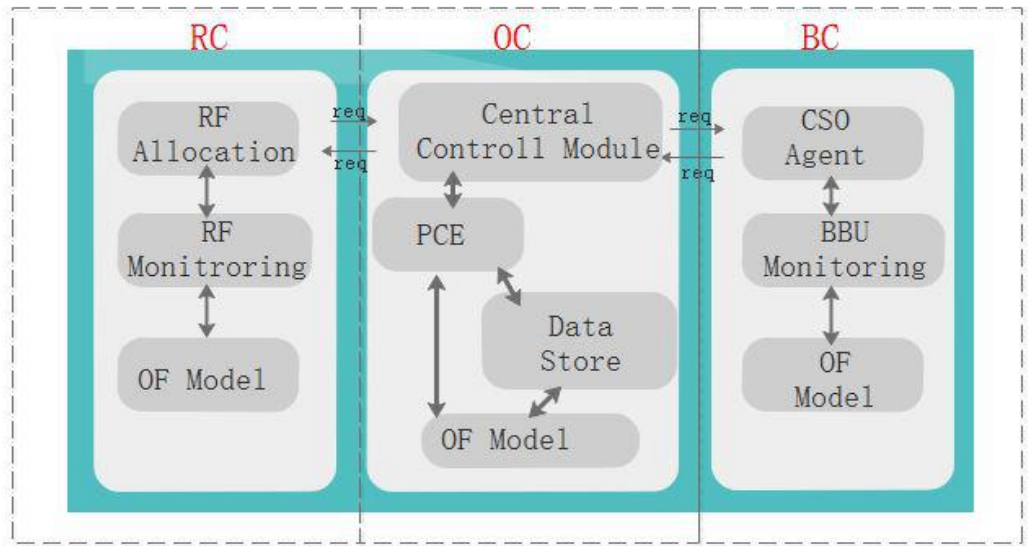 RC
OC
BC
RF
Allocation
RF
Monitroring
OF Model
req
req
Central
Controll Module
PCE
Data
Store
OF Model
req
req
CSO
Agent
BBU
Monitoring
OF
Model